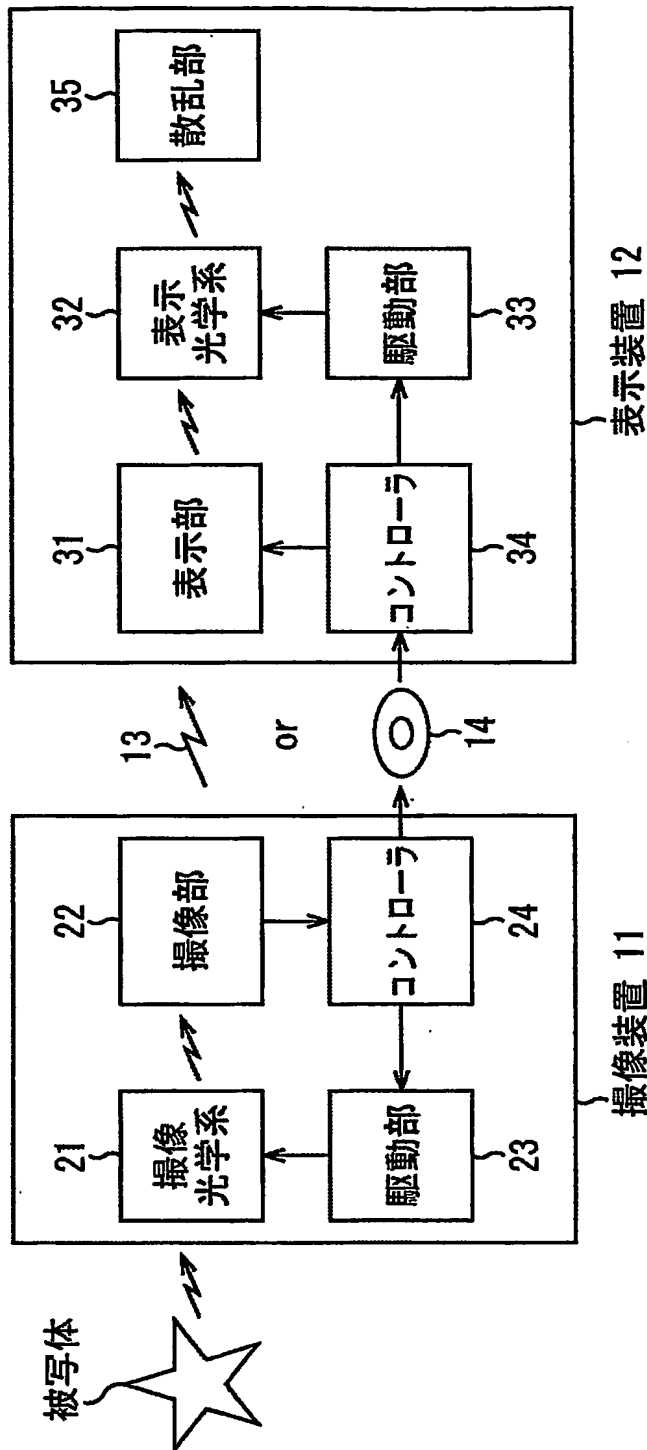 被写体
21
撮像
光学系
22
撮像部
駆動部
23
コントローラ
24
撮像装置 11
13
or
14
31
表示部
32
表示
光学系
35
散乱部
コントローラ
34
駆動部
33
表示装置 12